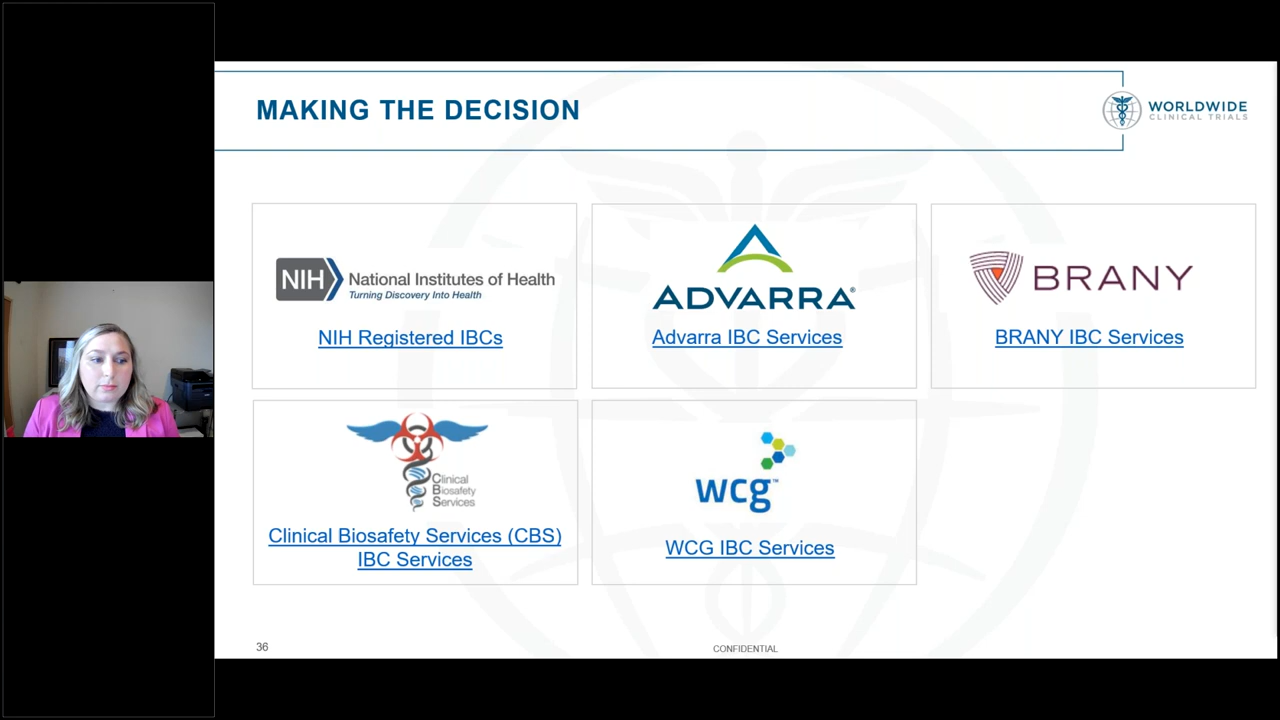 MAKING THE DECISION
WORLDWIDE
CLINICAL TRIALS
NIH National Institutes of Health
Turning Discovery Into Health
NIH Registered IBCs
ADVARRA®
Advarra IBC Services
BRANY
BRANY IBC Services
Clinical
Biosafety
Services
Clinical Biosafety Services (CBS)
IBC Services
wcg™
WCG IBC Services
36
CONFIDENTIAL